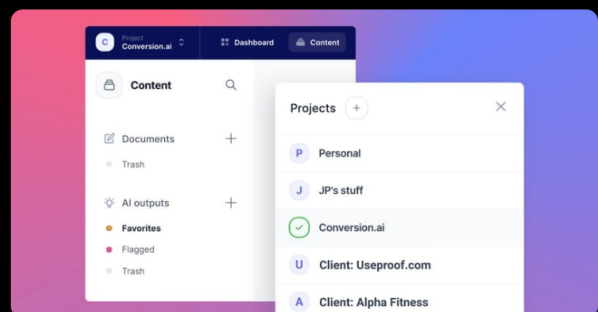 C
Project
Conversion.ai
Dashboard
Content
Content
Documents
Trash
AI outputs
Favorites
Flagged
Trash
Projects
P Personal
J JP's stuff
Conversion.ai
U Client: Useproof.com
A Client: Alpha Fitness